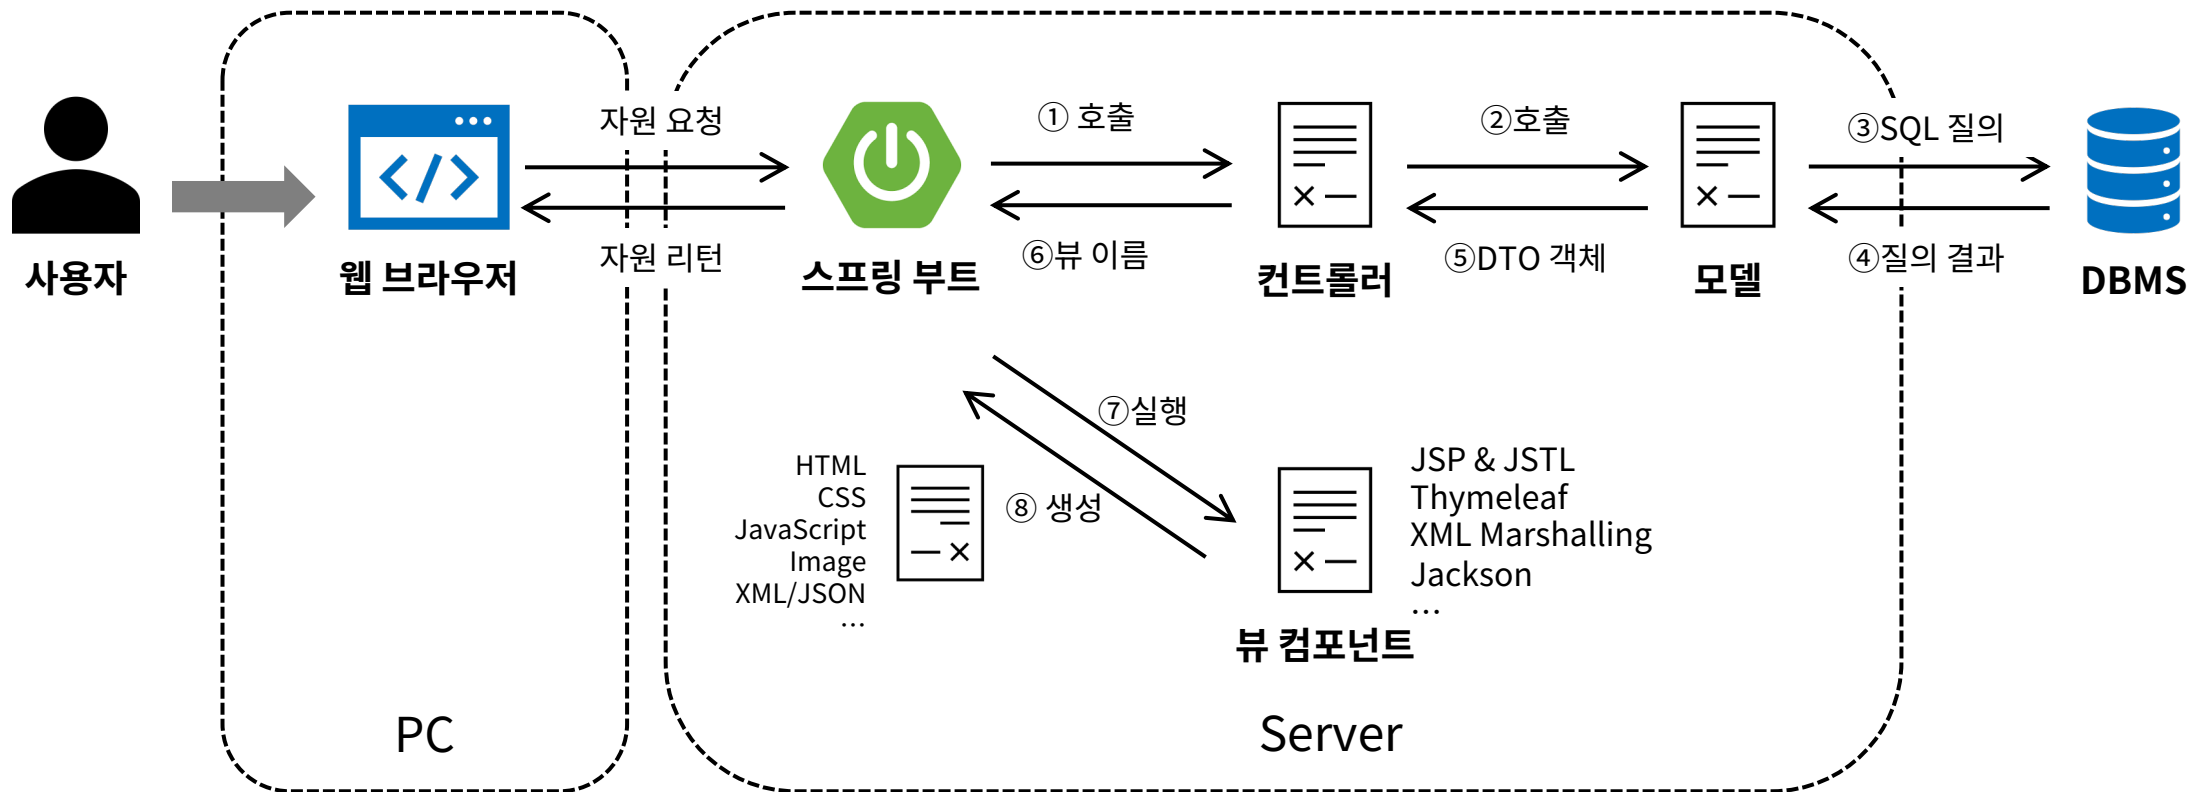 자원 요청
① 호출
②호출
③SQL 질의
자원 리턴
⑥뷰 이름
⑤DTO 객체
④질의 결과
사용자
웹 브라우저
스프링 부트
컨트롤러
모델
DBMS
⑦실행
⑧ 생성
HTML
CSS
JavaScript
Image
XML/JSON
...
JSP & JSTL
Thymeleaf
XML Marshalling
Jackson
...
뷰 컴포넌트
PC
Server